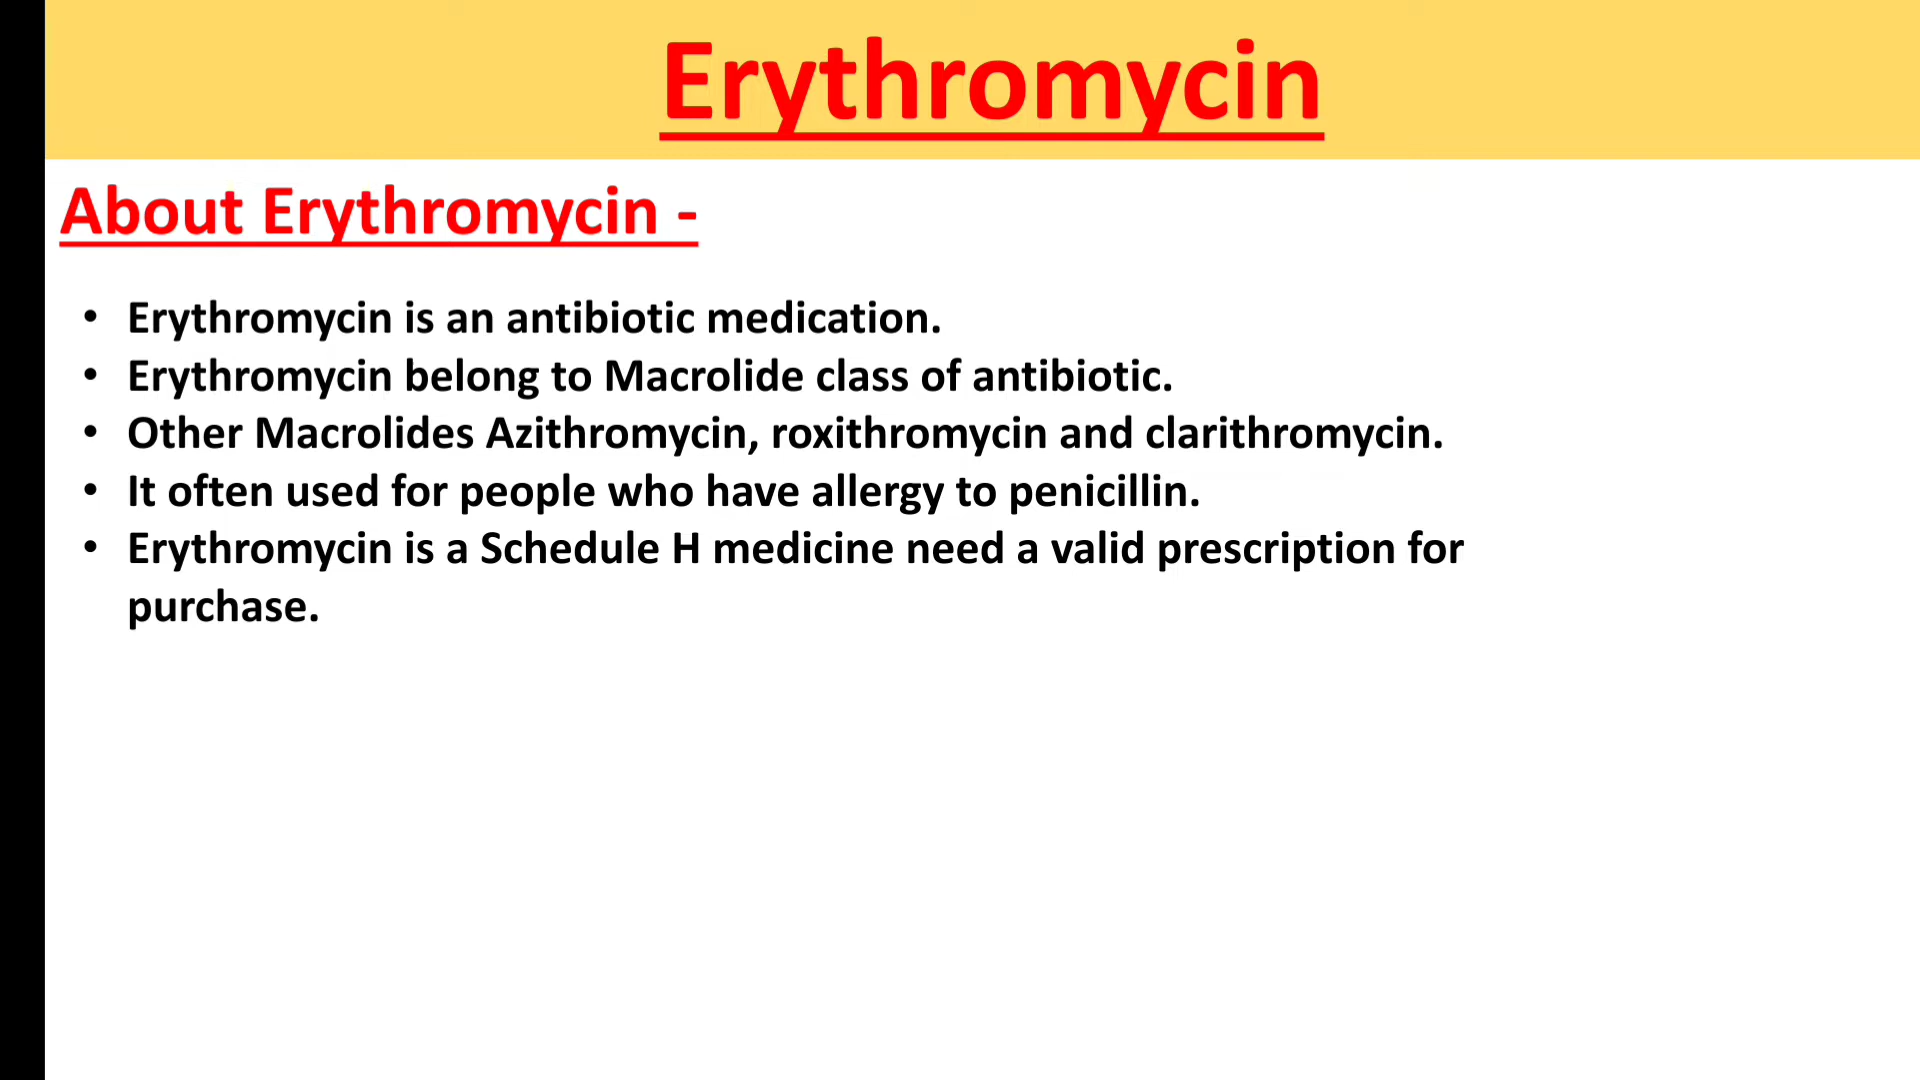 Erythromycin
About Erythromycin -
• Erythromycin is an antibiotic medication.
• Erythromycin belong to Macrolide class of antibiotic.
• Other Macrolides Azithromycin, roxithromycin and clarithromycin.
• It often used for people who have allergy to penicillin.
• Erythromycin is a Schedule H medicine need a valid prescription for
purchase.